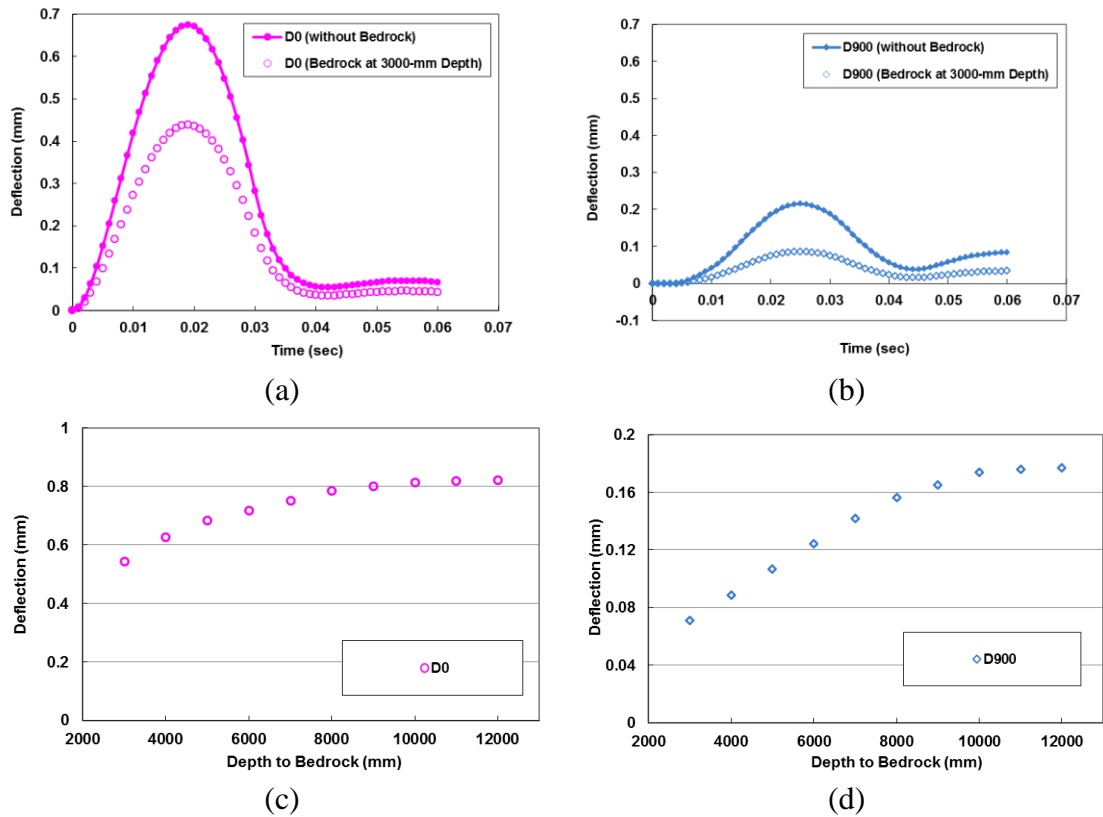 0.7
0.6
0.5
0.4
0.3
0.2
0.1
0
Deflection (mm)
D0 (without Bedrock)
D0 (Bedrock at 3000-mm Depth)
0 0.01 0.02 0.03 0.04 0.05 0.06 0.07
Time (sec)
(a)
0.7
0.6
0.5
0.4
0.3
0.2
0.1
0
-0.1
Deflection (mm)
D900 (without Bedrock)
D900 (Bedrock at 3000-mm Depth)
0 0.01 0.02 0.03 0.04 0.05 0.06 0.07
Time (sec)
(b)
1
0.8
0.6
0.4
0.2
0
Deflection (mm)
D0
2000 4000 6000 8000 10000 12000
Depth to Bedrock (mm)
(c)
0.2
0.16
0.12
0.08
0.04
0
Deflection (mm)
D900
2000 4000 6000 8000 10000 12000
Depth to Bedrock (mm)
(d)